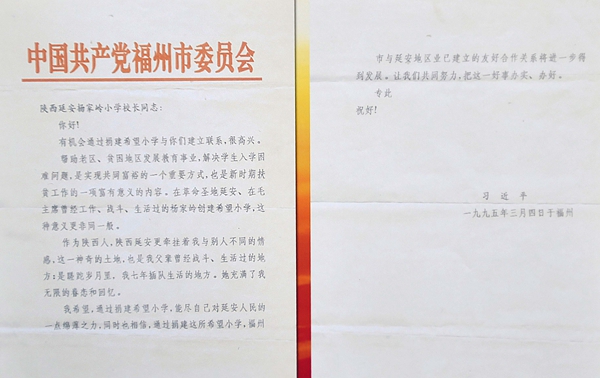 中国共产党福州市委员会
陕西延安杨家岭小学校长同志:
你好!
有机会通过捐建希望小学与你们建立联系,很高兴。
帮助老区、贫困地区发展教育事业,解决学生入学困
难问题,是实现共同富裕的一个重要方式,也是新时期扶
贫工作的一项富有意义的内容。在革命圣地延安、在毛
主席曾经工作、战斗、生活过的杨家岭创建希望小学,这
种意义更非同一般。
作为陕西人,陕西延安更牵挂着我与别人不同的情
感,这一神奇的土地,也是我父辈曾经战斗、生活过的地
方;是蹉跎岁月里、我七年插队生活的地方。她充满了我
无限的眷恋和回忆。
我希望,通过捐建希望小学,能尽自己对延安人民的
一点绵薄之力,同时也相信,通过捐建这所希望小学,福州
市与延安地区业已建立的友好合作关系将进一步得
到发展。让我们共同努力,把这一好事办实、办好。
专此
祝好!
习近平
一九九五年三月四日于福州